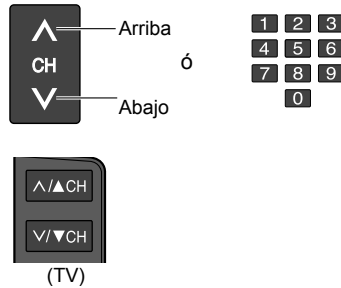 Arriba
CH
Abajo
ó
1 2 3
4 5 6
7 8 9
0
∧/▲CH
∨/▼CH
(TV)